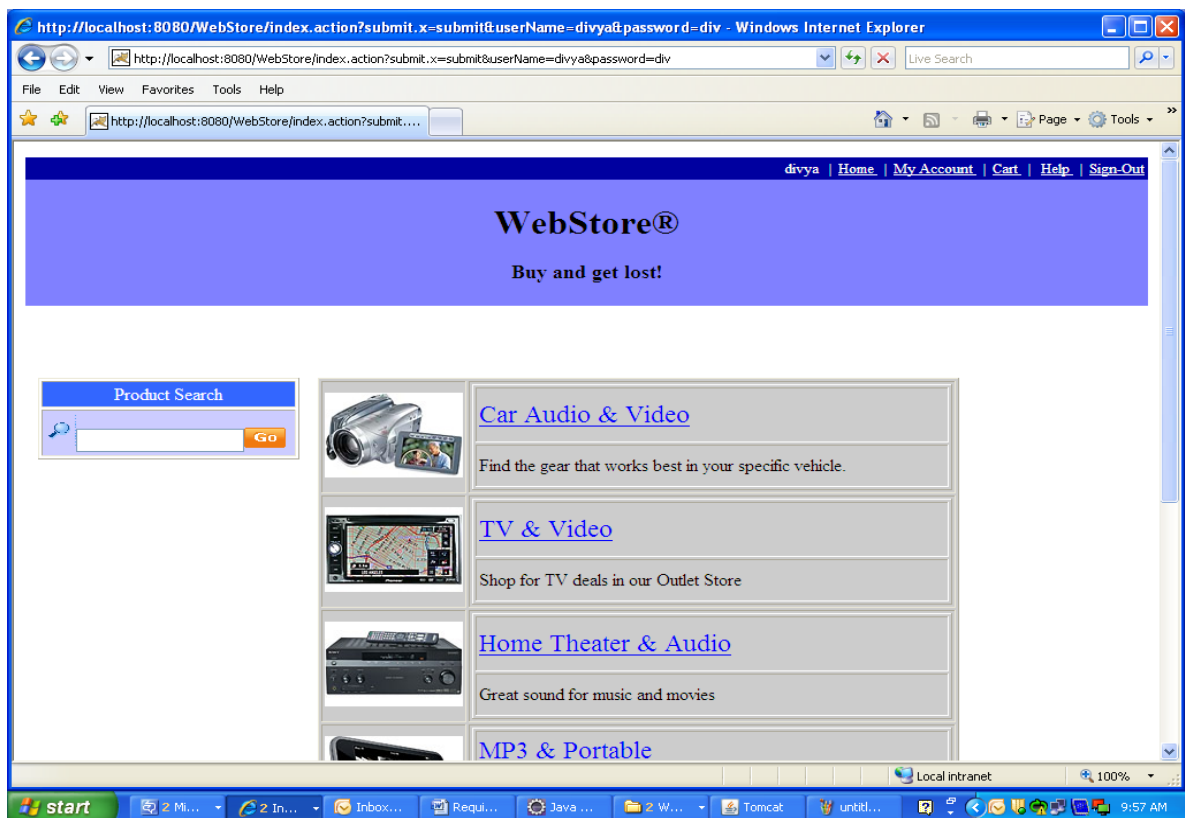 http://localhost:8080/WebStore/index.action?submit.x=submit&userName=divya&password=div - Windows Internet Explorer
http://localhost:8080/WebStore/index.action?submit.x=submit&userName=divya&password=div
Live Search
File Edit View Favorites Tools Help
http://localhost:8080/WebStore/index.action?submit....
Page Tools
divya | Home | My Account | Cart | Help | Sign-Out
WebStore®
Buy and get lost!
Product Search
Go
Car Audio & Video
Find the gear that works best in your specific vehicle.
TV & Video
Shop for TV deals in our Outlet Store
Home Theater & Audio
Great sound for music and movies
MP3 & Portable
Local intranet
100%
start
2 Mi...
2 In...
Inbox...
Requi...
Java ...
2 W...
Tomcat
untitl...
9:57 AM